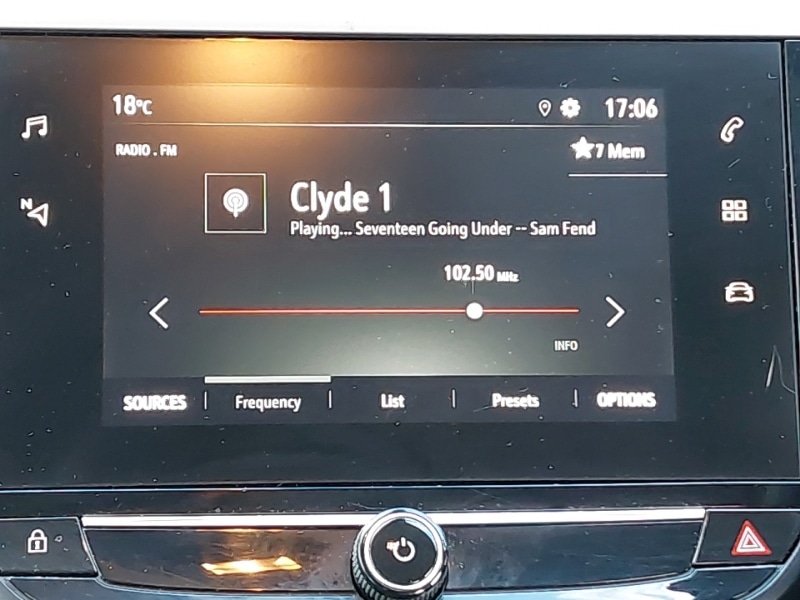 18°C 17:06
RADIO . FM ★7 Mem
Clyde 1
Playing... Seventeen Going Under -- Sam Fend
N
102.50 MHz
INFO
SOURCES Frequency List Presets OPTIONS